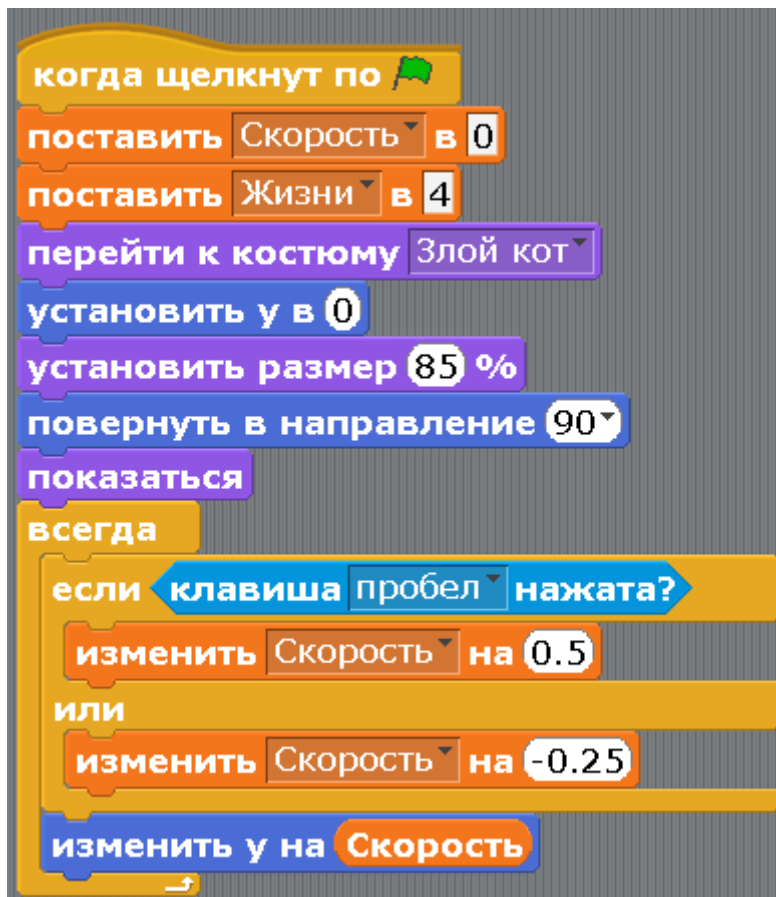 когда щелкнут по
поставить Скорость в 0
поставить Жизни в 4
перейти к костюму Злой кот
установить y в 0
установить размер 85 %
повернуть в направление 90
показаться
всегда
если клавиша пробел нажата?
изменить Скорость на 0.5
или
изменить Скорость на -0.25
изменить y на Скорость